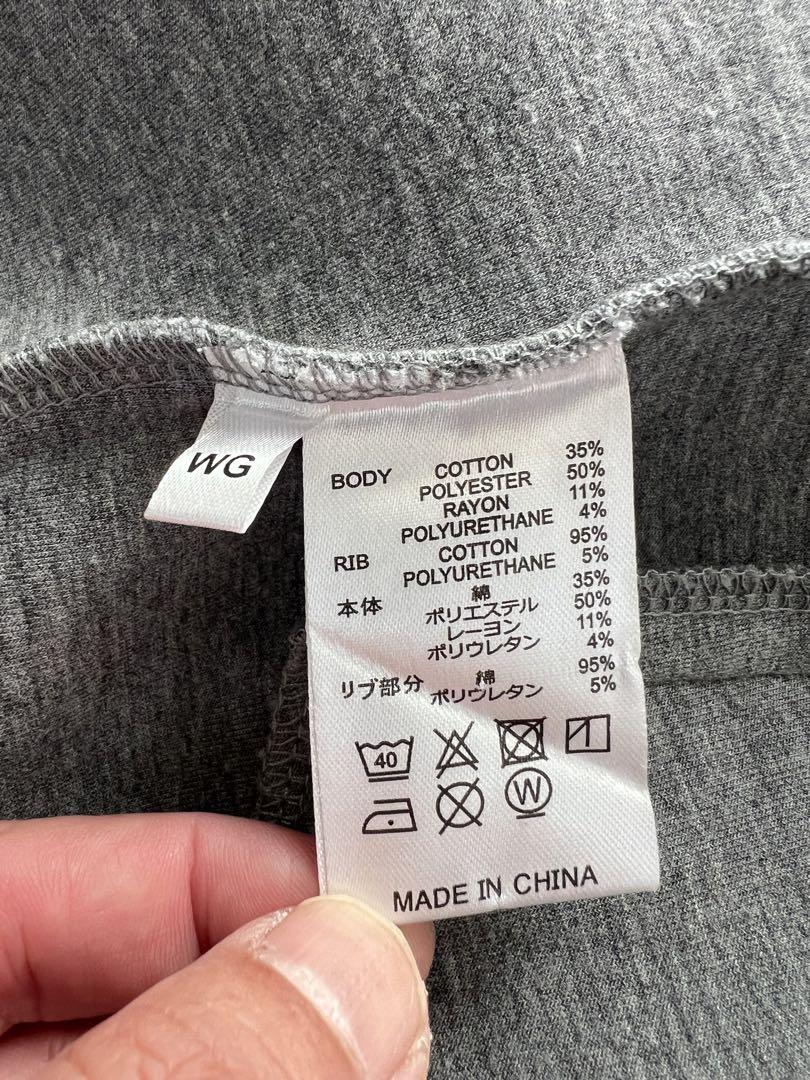 WG
BODY COTTON 35%
POLYESTER 50%
RAYON 11%
POLYURETHANE 4%
RIB COTTON 95%
POLYURETHANE 5%
本体 綿 35%
ポリエステル 50%
レーヨン 11%
ポリウレタン 4%
リブ部分 綿 95%
ポリウレタン 5%
40
W
MADE IN CHINA